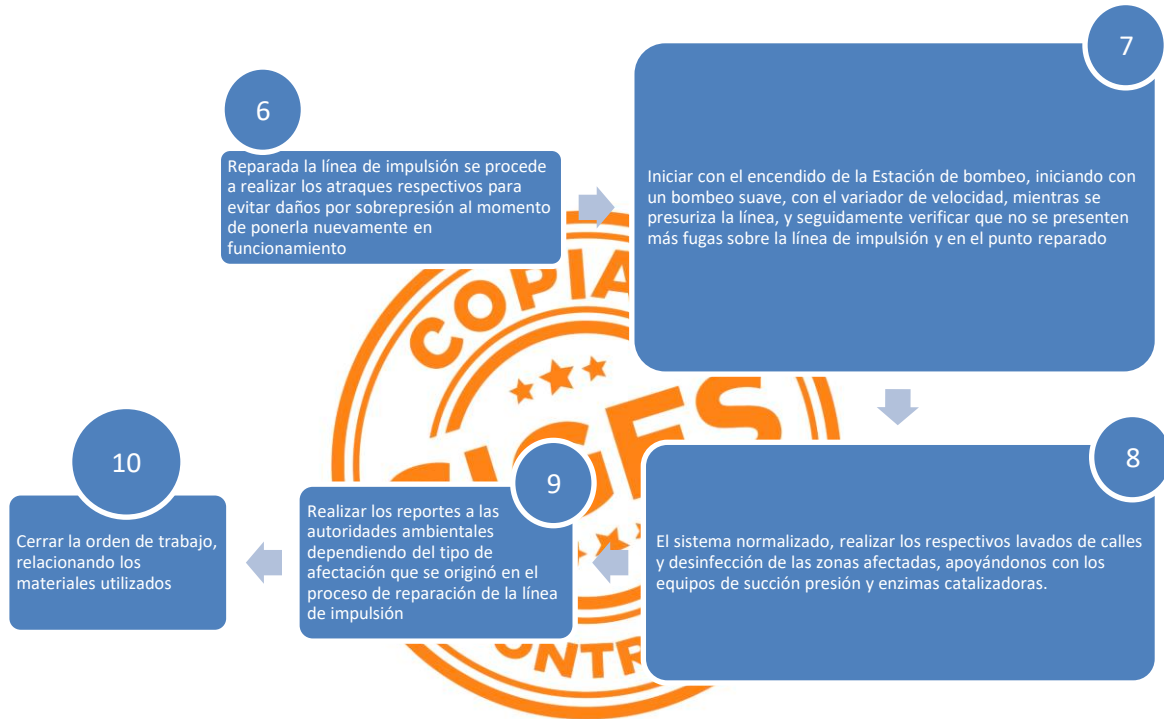 6
Reparada la línea de impulsión se procede
a realizar los atraques respectivos para
evitar daños por sobrepresión al momento
de ponerla nuevamente en
funcionamiento
7
Iniciar con el encendido de la Estación de bombeo, iniciando con
un bombeo suave, con el variador de velocidad, mientras se
presuriza la línea, y seguidamente verificar que no se presenten
más fugas sobre la línea de impulsión y en el punto reparado
8
El sistema normalizado, realizar los respectivos lavados de calles
y desinfección de las zonas afectadas, apoyándonos con los
equipos de succión presión y enzimas catalizadoras.
9
Realizar los reportes a las
autoridades ambientales
dependiendo del tipo de
afectación que se originó en el
proceso de reparación de la línea
de impulsión
10
Cerrar la orden de trabajo,
relacionando los
materiales utilizados
COPIA